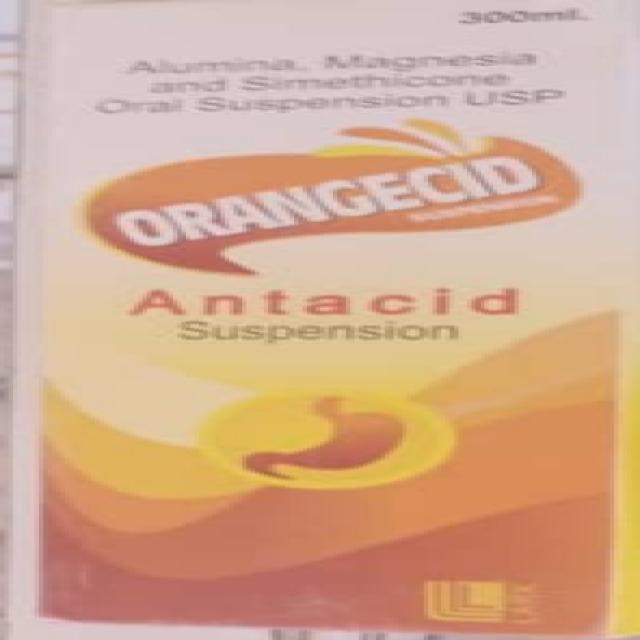 300mL
Alumina, Magnesia
and Simethicone
Oral Suspension USP
ORANGECID
Antacid
Suspension